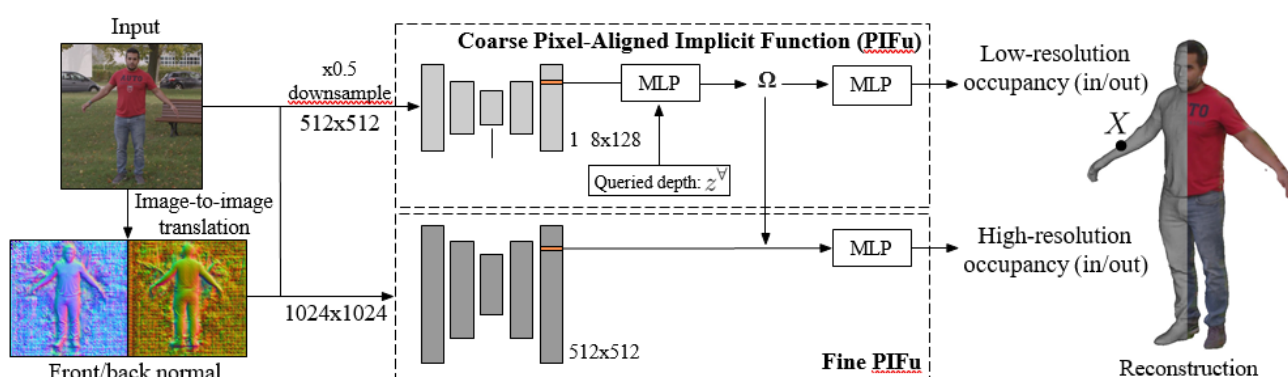 Input
Image-to-image
translation
Front/back normal
x0.5
downsample
512x512
1024x1024
Coarse Pixel-Aligned Implicit Function (PIFu)
MLP
Ω
MLP
1 8x128
Queried depth: z∀
512x512
MLP
Fine PIFu
Low-resolution
occupancy (in/out)
High-resolution
occupancy (in/out)
X
Reconstruction